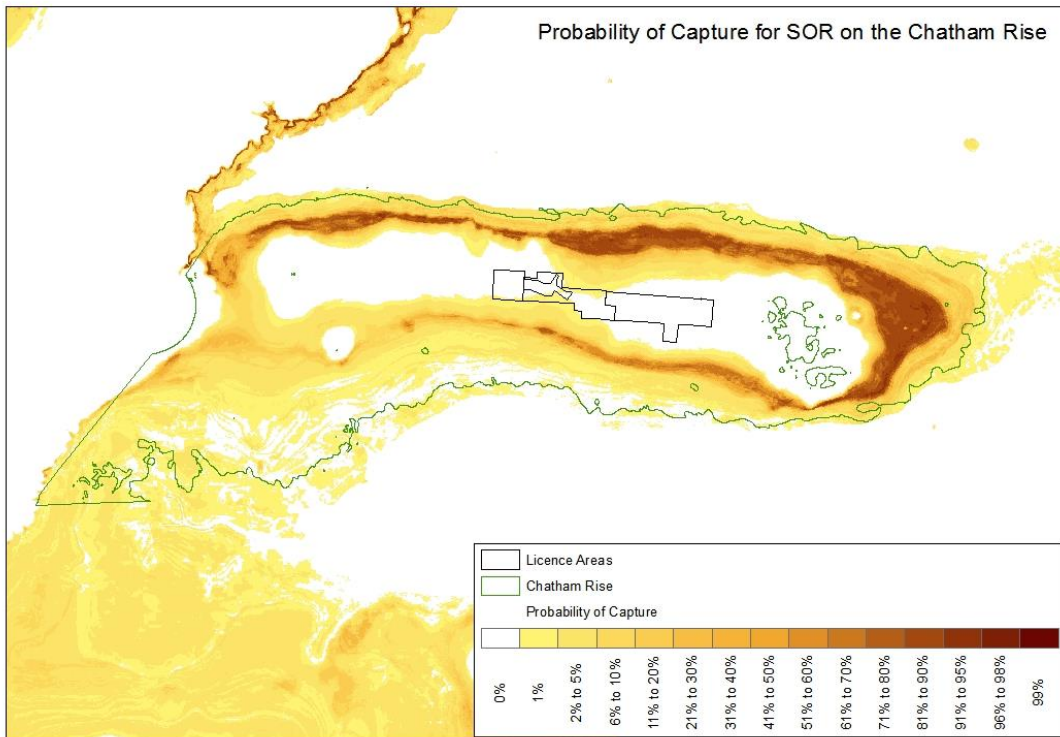 Probability of Capture for SOR on the Chatham Rise
Licence Areas
Chatham Rise
Probability of Capture
0%
1%
2% to 5%
6% to 10%
11% to 20%
21% to 30%
31% to 40%
41% to 50%
51% to 60%
61% to 70%
71% to 80%
81% to 90%
91% to 95%
96% to 98%
99%